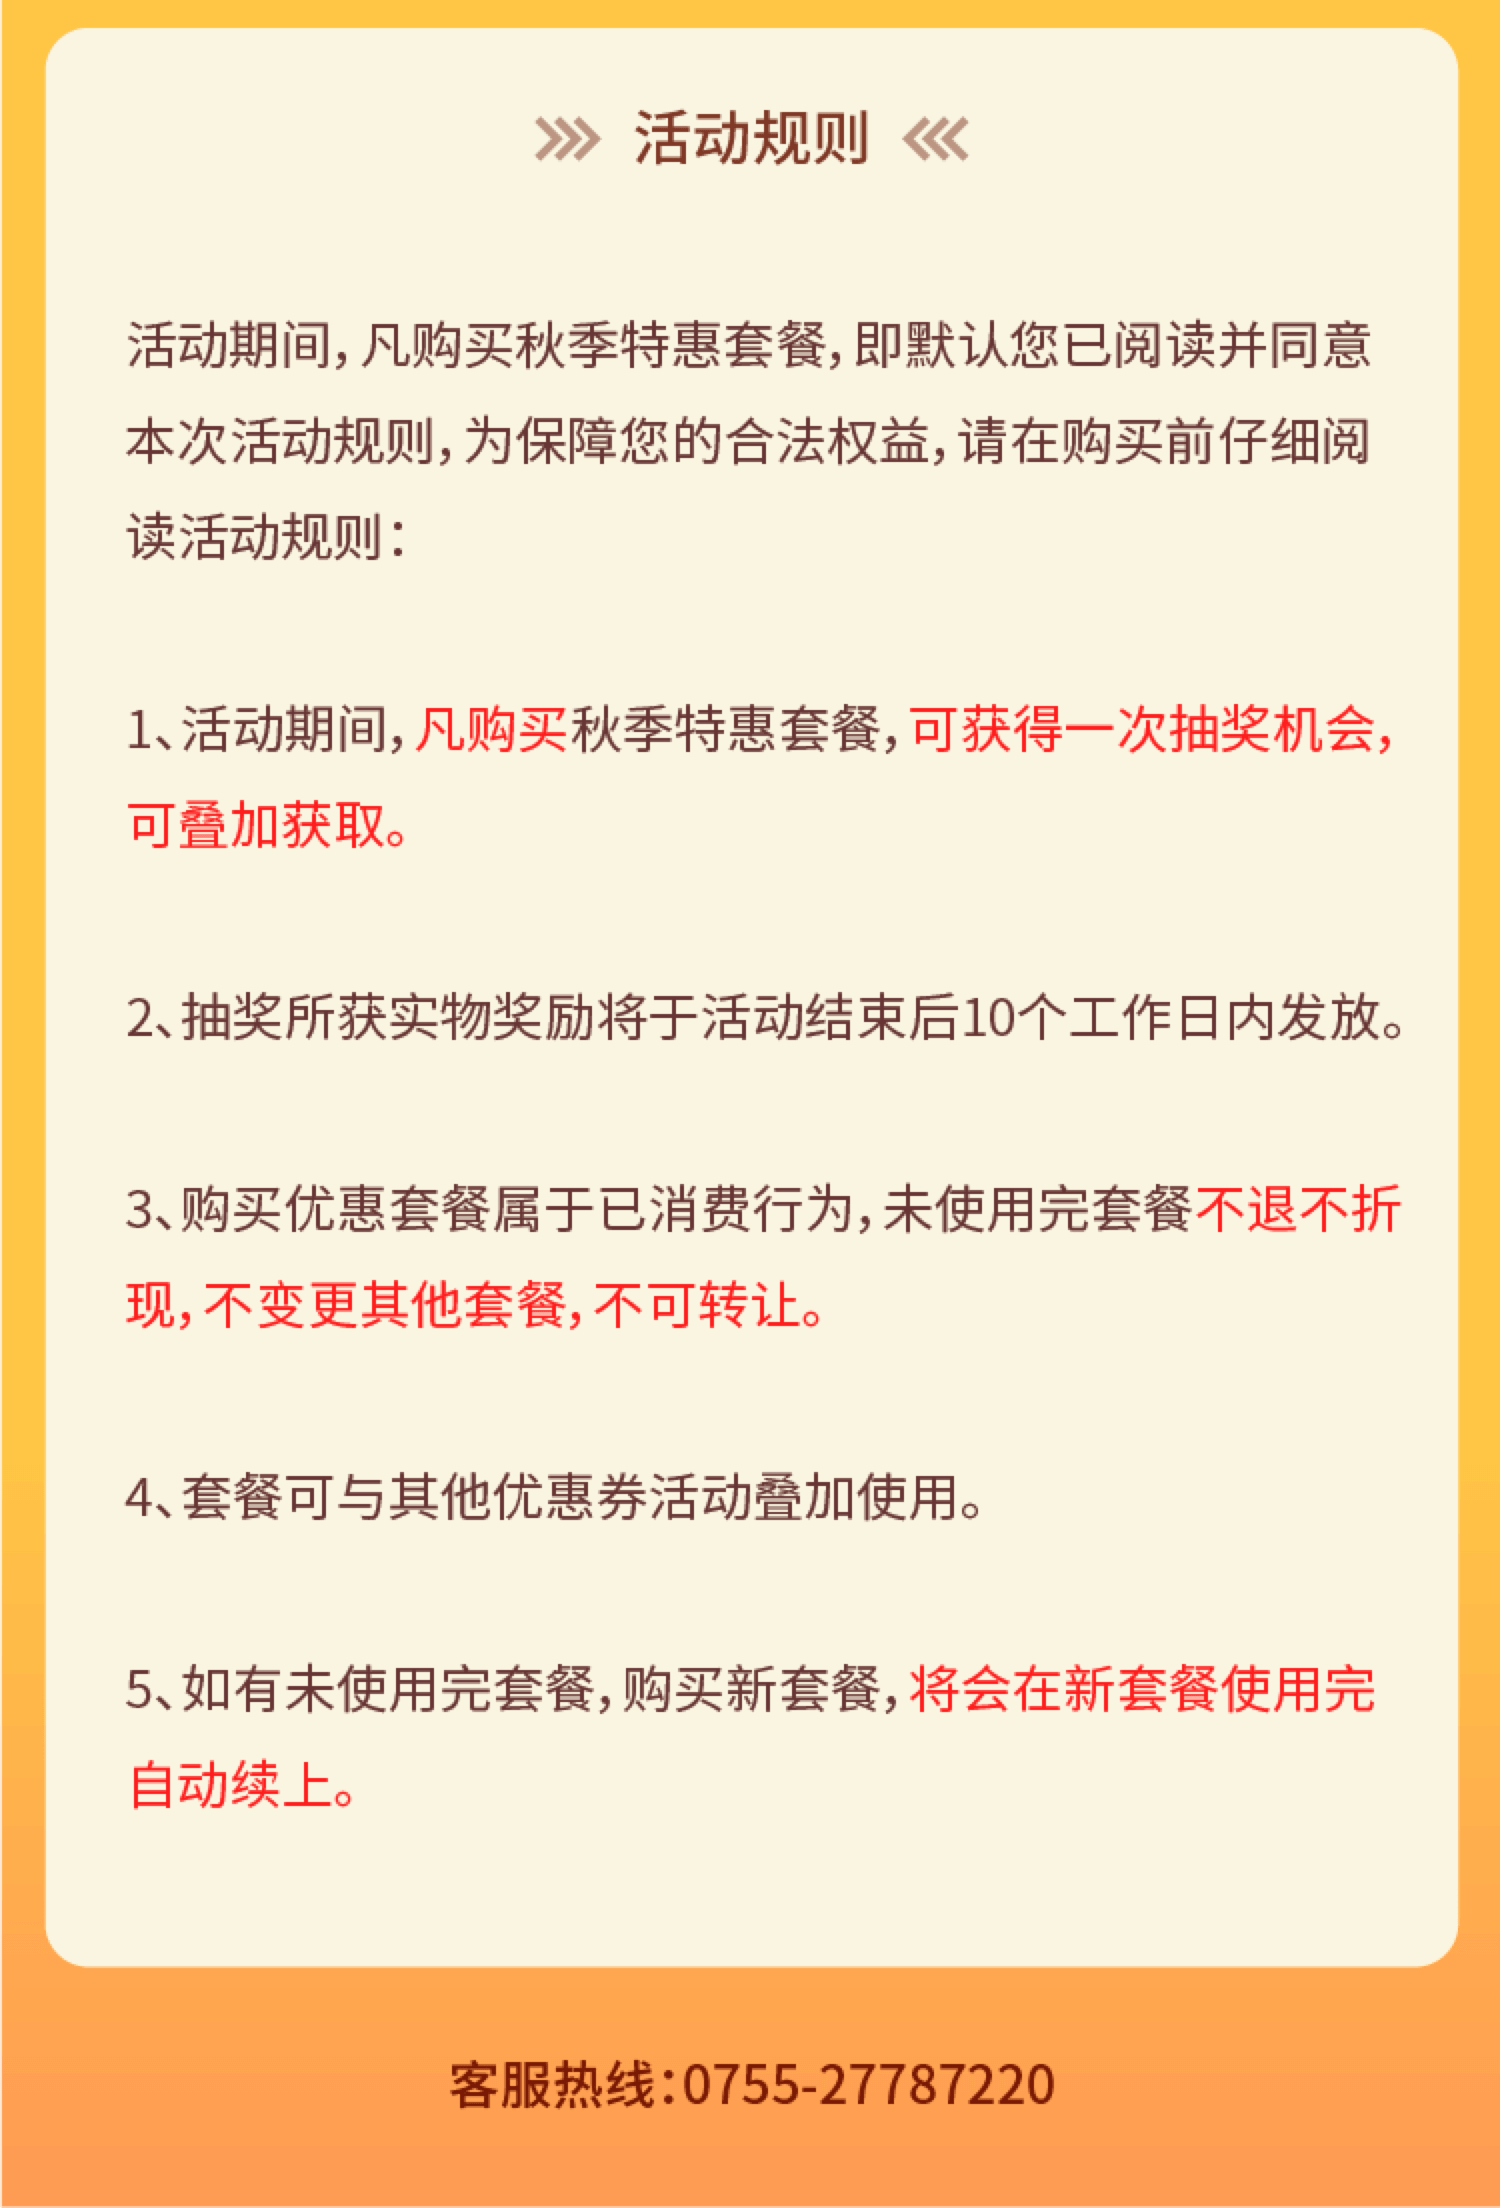 活动规则
活动期间,凡购买秋季特惠套餐,即默认您已阅读并同意
本次活动规则,为保障您的合法权益,请在购买前仔细阅
读活动规则：
1、活动期间,凡购买秋季特惠套餐,可获得一次抽奖机会,
可叠加获取。
2、抽奖所获实物奖励将于活动结束后10个工作日内发放。
3、购买优惠套餐属于已消费行为,未使用完套餐不退不折
现,不变更其他套餐,不可转让。
4、套餐可与其他优惠券活动叠加使用。
5、如有未使用完套餐,购买新套餐,将会在新套餐使用完
自动续上。
客服热线：0755-27787220